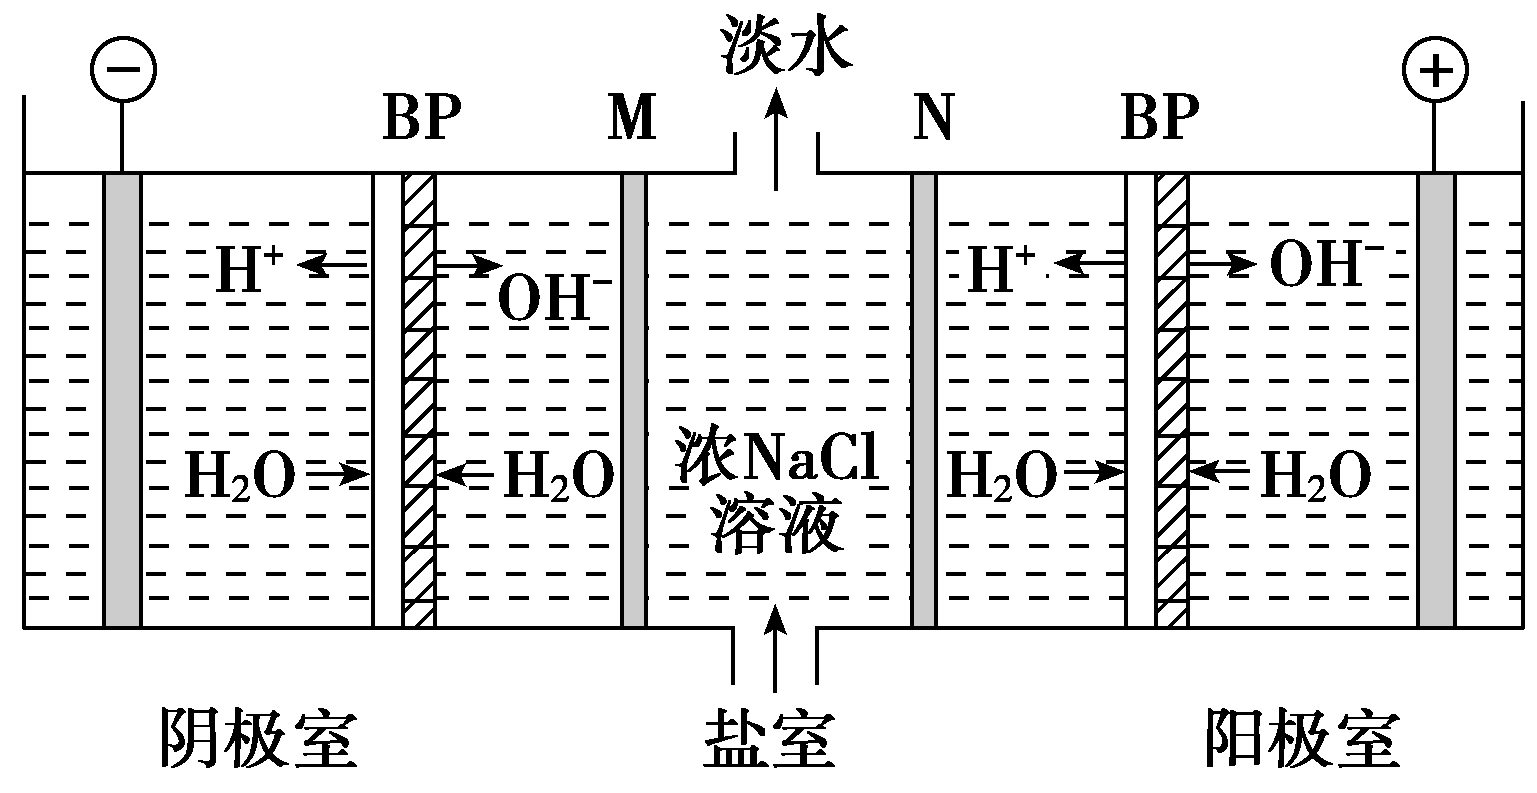 淡水
− +
BP M N BP
H⁺ OH⁻ H⁺ OH⁻
H₂O H₂O 浓NaCl H₂O H₂O
溶液
阴极室 盐室 阳极室